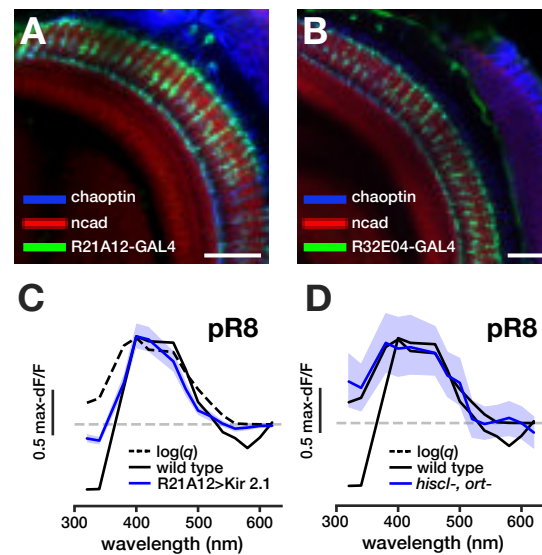 A
chaoptin
ncad
R21A12-GAL4
B
chaoptin
ncad
R32E04-GAL4
C
pR8
0.5 max-dF/F
log(q)
wild type
R21A12>Kir 2.1
300 400 500 600
wavelength (nm)
D
pR8
0.5 max-dF/F
log(q)
wild type
hiscl-, ort-
300 400 500 600
wavelength (nm)